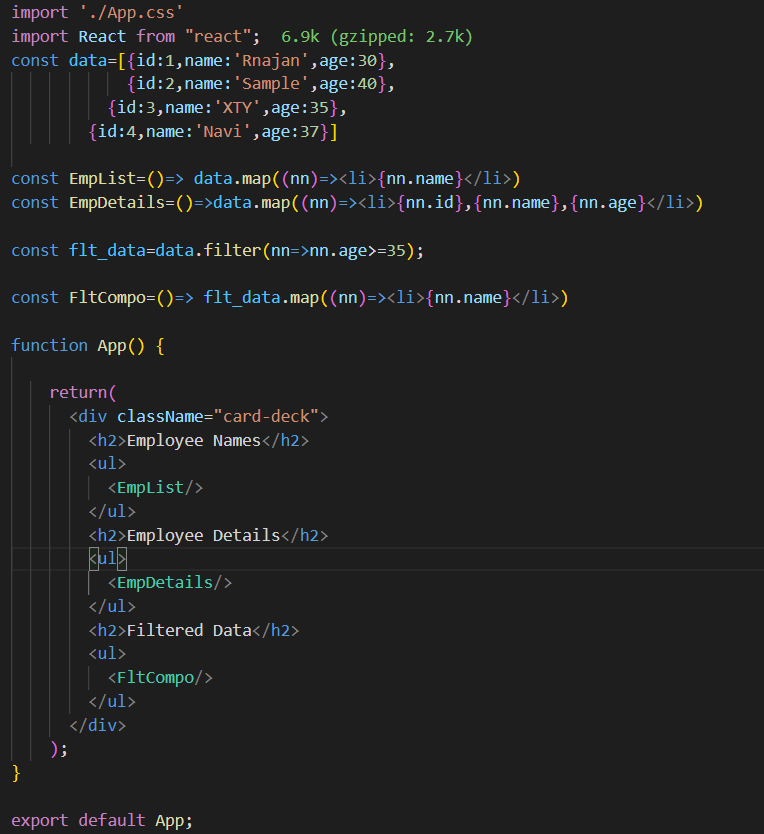 import './App.css'
import React from "react";  6.9k (gzipped: 2.7k)
const data=[{id:1,name:'Rnajan',age:30},
            {id:2,name:'Sample',age:40},
          {id:3,name:'XTY',age:35},
        {id:4,name:'Navi',age:37}]
const EmpList=()=> data.map((nn)=><li>{nn.name}</li>)
const EmpDetails=()=>data.map((nn)=><li>{nn.id},{nn.name},{nn.age}</li>)
const flt_data=data.filter(nn=>nn.age>=35);
const FltCompo=()=> flt_data.map((nn)=><li>{nn.name}</li>)
function App() {
    return(
      <div className="card-deck">
        <h2>Employee Names</h2>
        <ul>
          <EmpList/>
        </ul>
        <h2>Employee Details</h2>
        <ul>
          <EmpDetails/>
        </ul>
        <h2>Filtered Data</h2>
        <ul>
          <FltCompo/>
        </ul>
      </div>
    );
}
export default App;